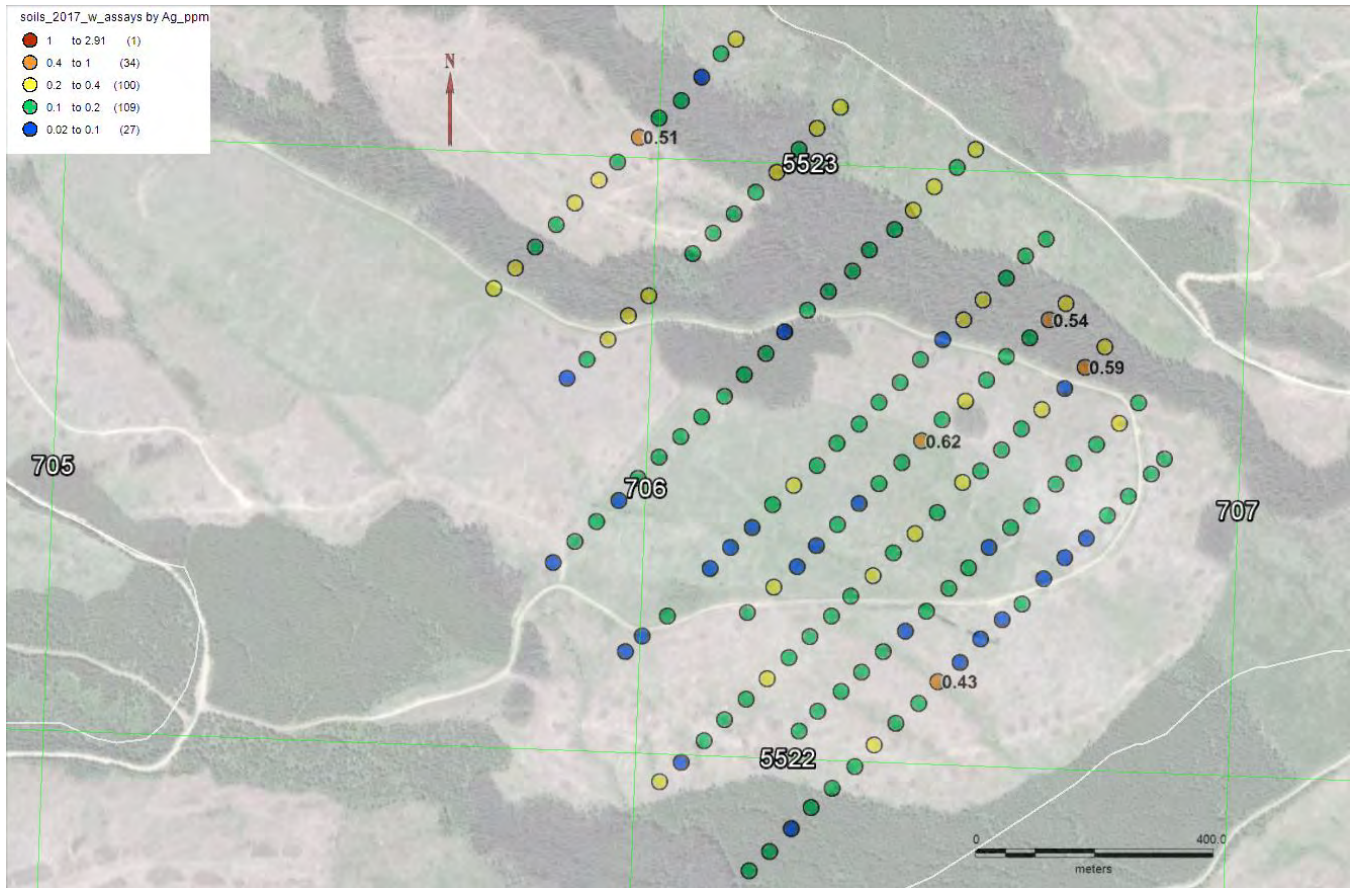 soils_2017_w_assays by Ag_ppm
1 to 2.91 (1)
0.4 to 1 (34)
0.2 to 0.4 (100)
0.1 to 0.2 (109)
0.02 to 0.1 (27)
N
0.51
5523
0.54
0.59
0.62
705
706
707
0.43
5522
0 400.0
meters